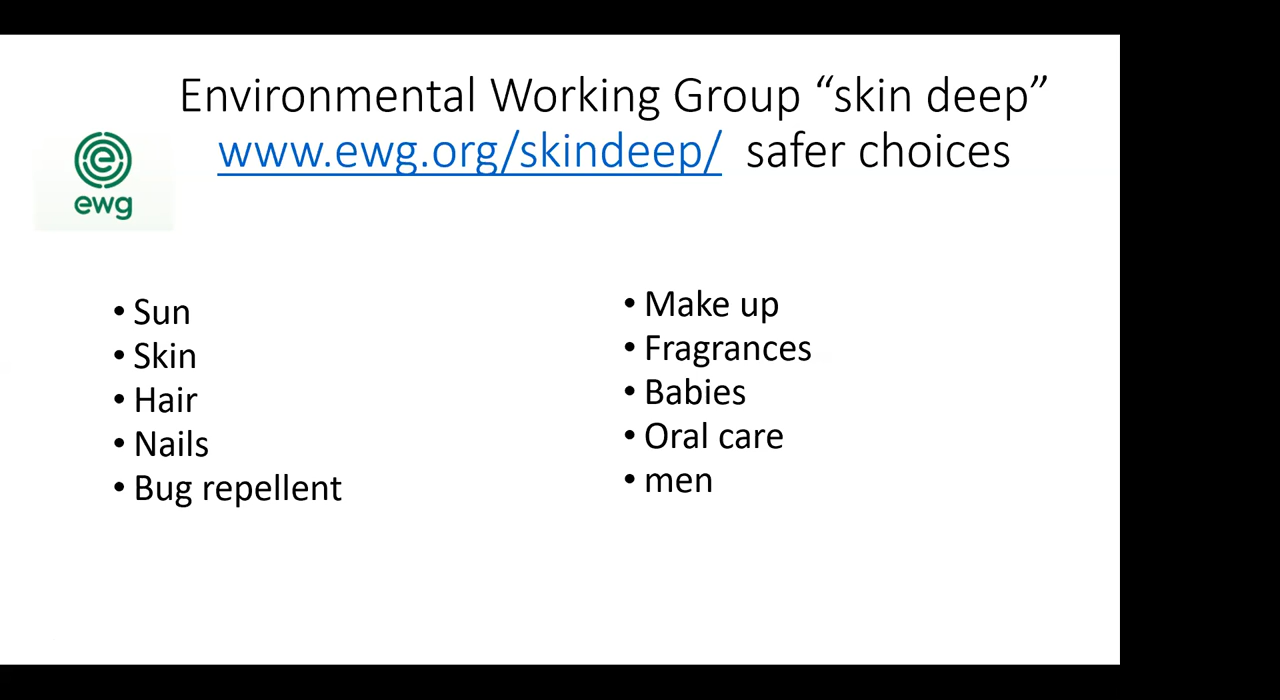 Environmental Working Group “skin deep”
www.ewg.org/skindeep/ safer choices
ewg
• Sun
• Skin
• Hair
• Nails
• Bug repellent
• Make up
• Fragrances
• Babies
• Oral care
• men